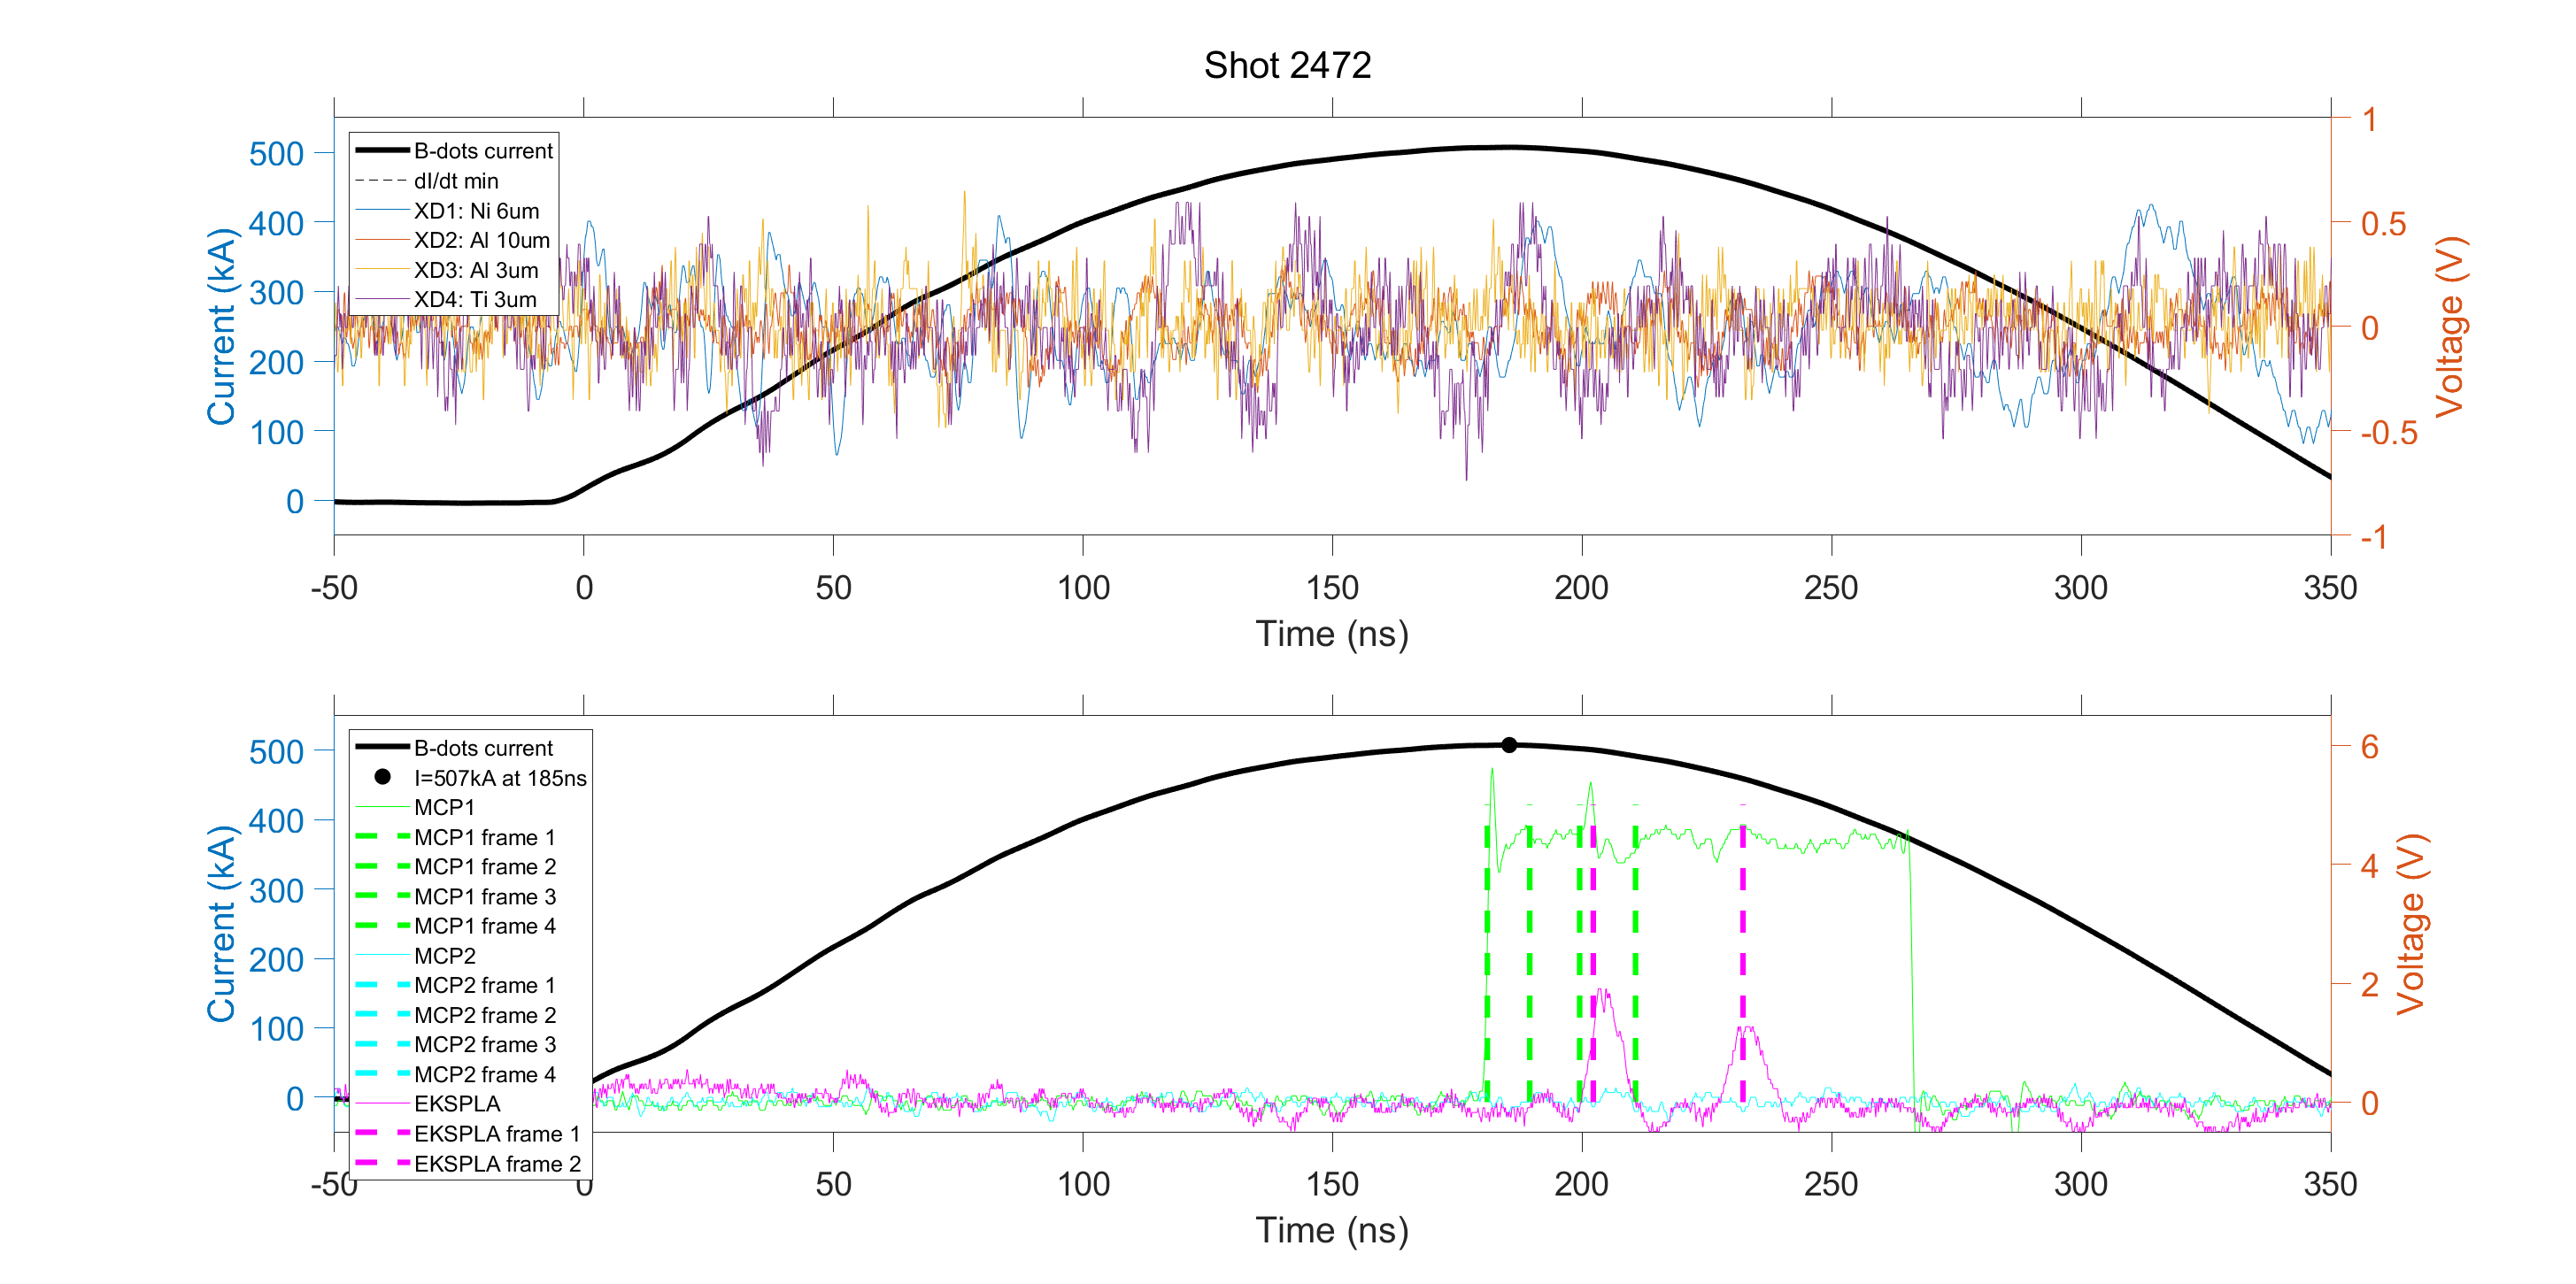 Shot 2472
B-dots current
dI/dt min
XD1: Ni 6um
XD2: Al 10um
XD3: Al 3um
XD4: Ti 3um
Current (kA)
500
400
300
200
100
0
1
0.5
0
-0.5
-1
Voltage (V)
-50 0 50 100 150 200 250 300 350
Time (ns)
B-dots current
I=507kA at 185ns
MCP1
MCP1 frame 1
MCP1 frame 2
MCP1 frame 3
MCP1 frame 4
MCP2
MCP2 frame 1
MCP2 frame 2
MCP2 frame 3
MCP2 frame 4
EKSPLA
EKSPLA frame 1
EKSPLA frame 2
Current (kA)
500
400
300
200
100
0
6
4
2
0
Voltage (V)
-50 0 50 100 150 200 250 300 350
Time (ns)